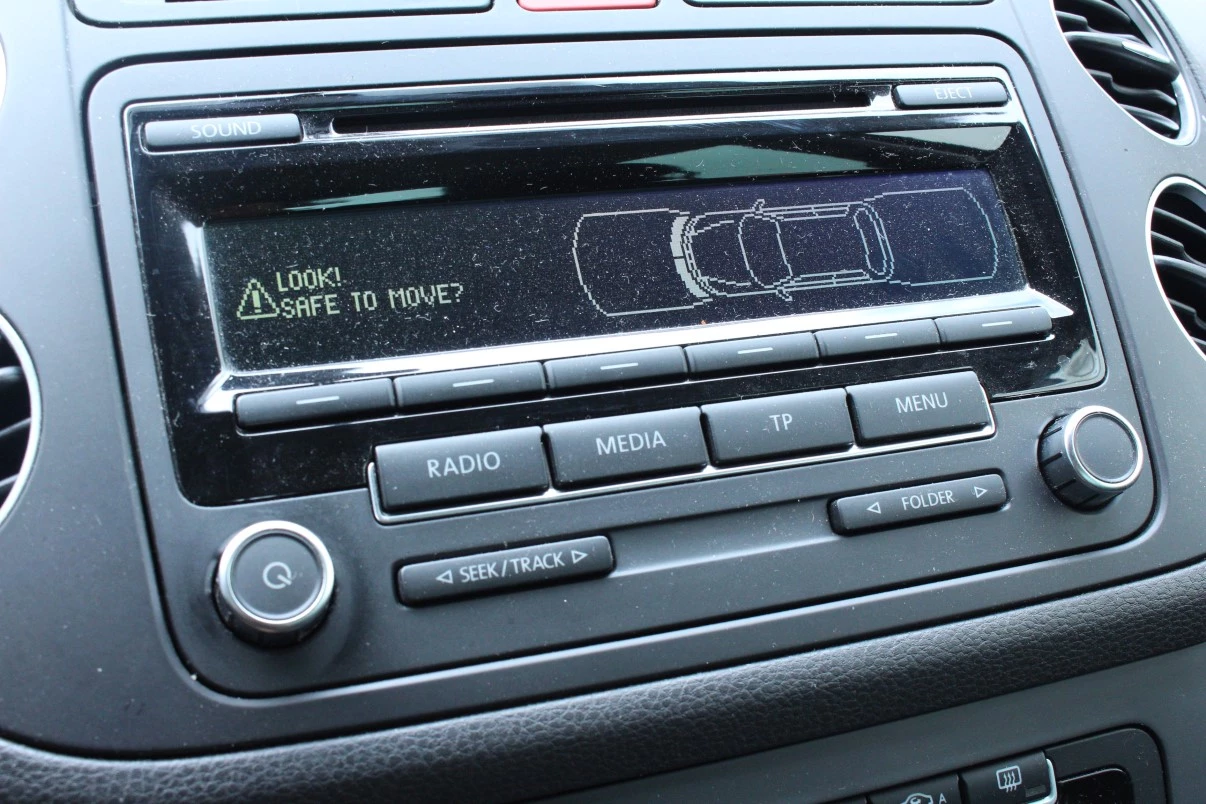 SOUND
EJECT
LOOK!
SAFE TO MOVE?
RADIO
MEDIA
TP
MENU
SEEK/TRACK
FOLDER
A